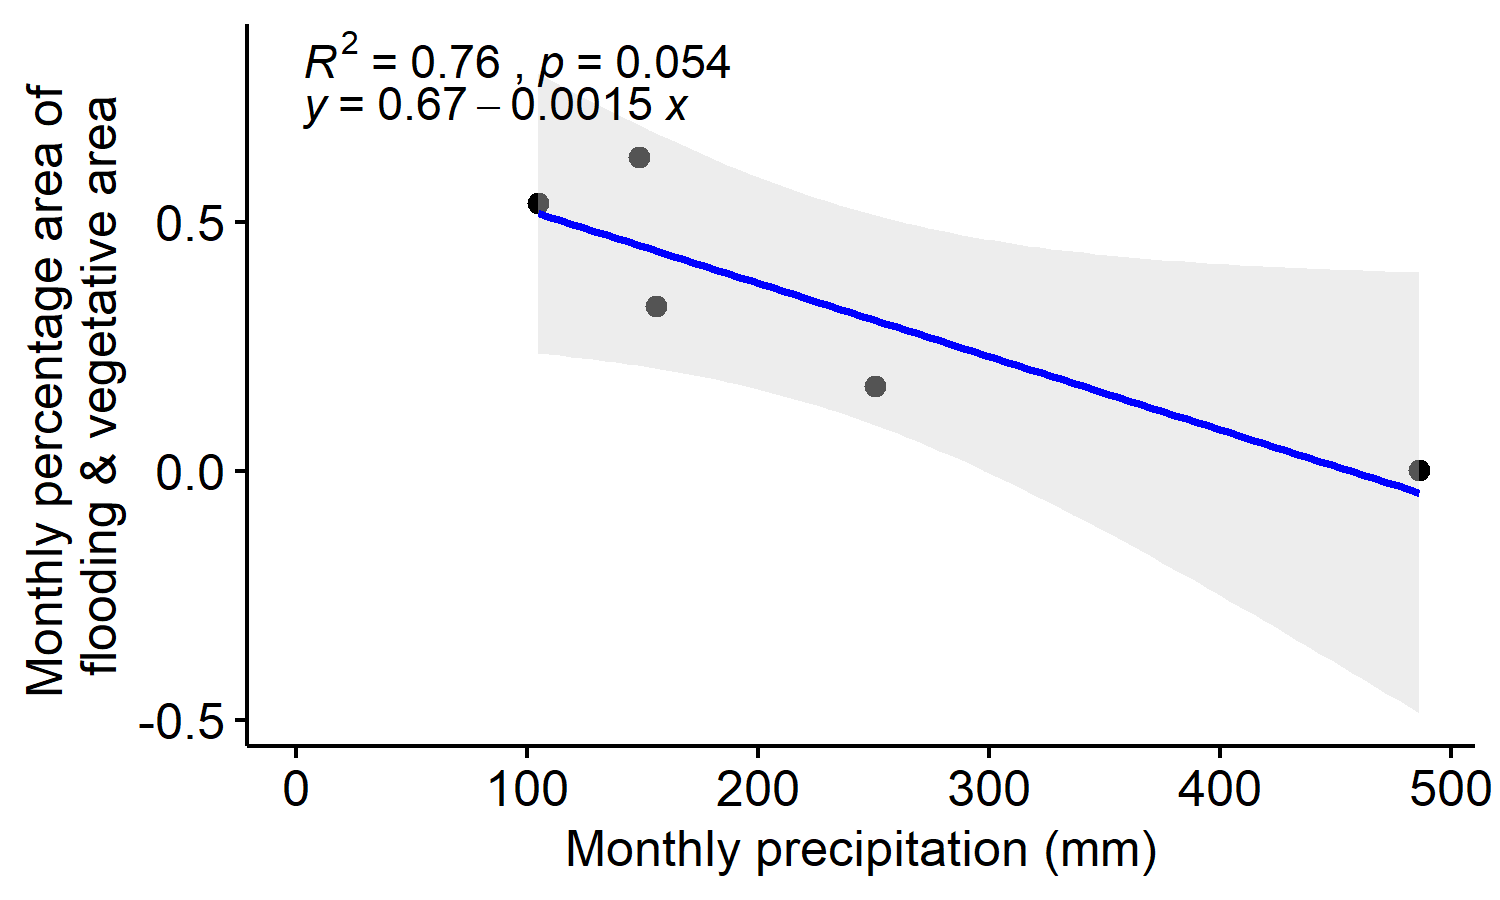 R² = 0.76 , p = 0.054
y = 0.67 – 0.0015 x
Monthly percentage area of
flooding & vegetative area
0.5
0.0
-0.5
0
100
200
300
400
500
Monthly precipitation (mm)